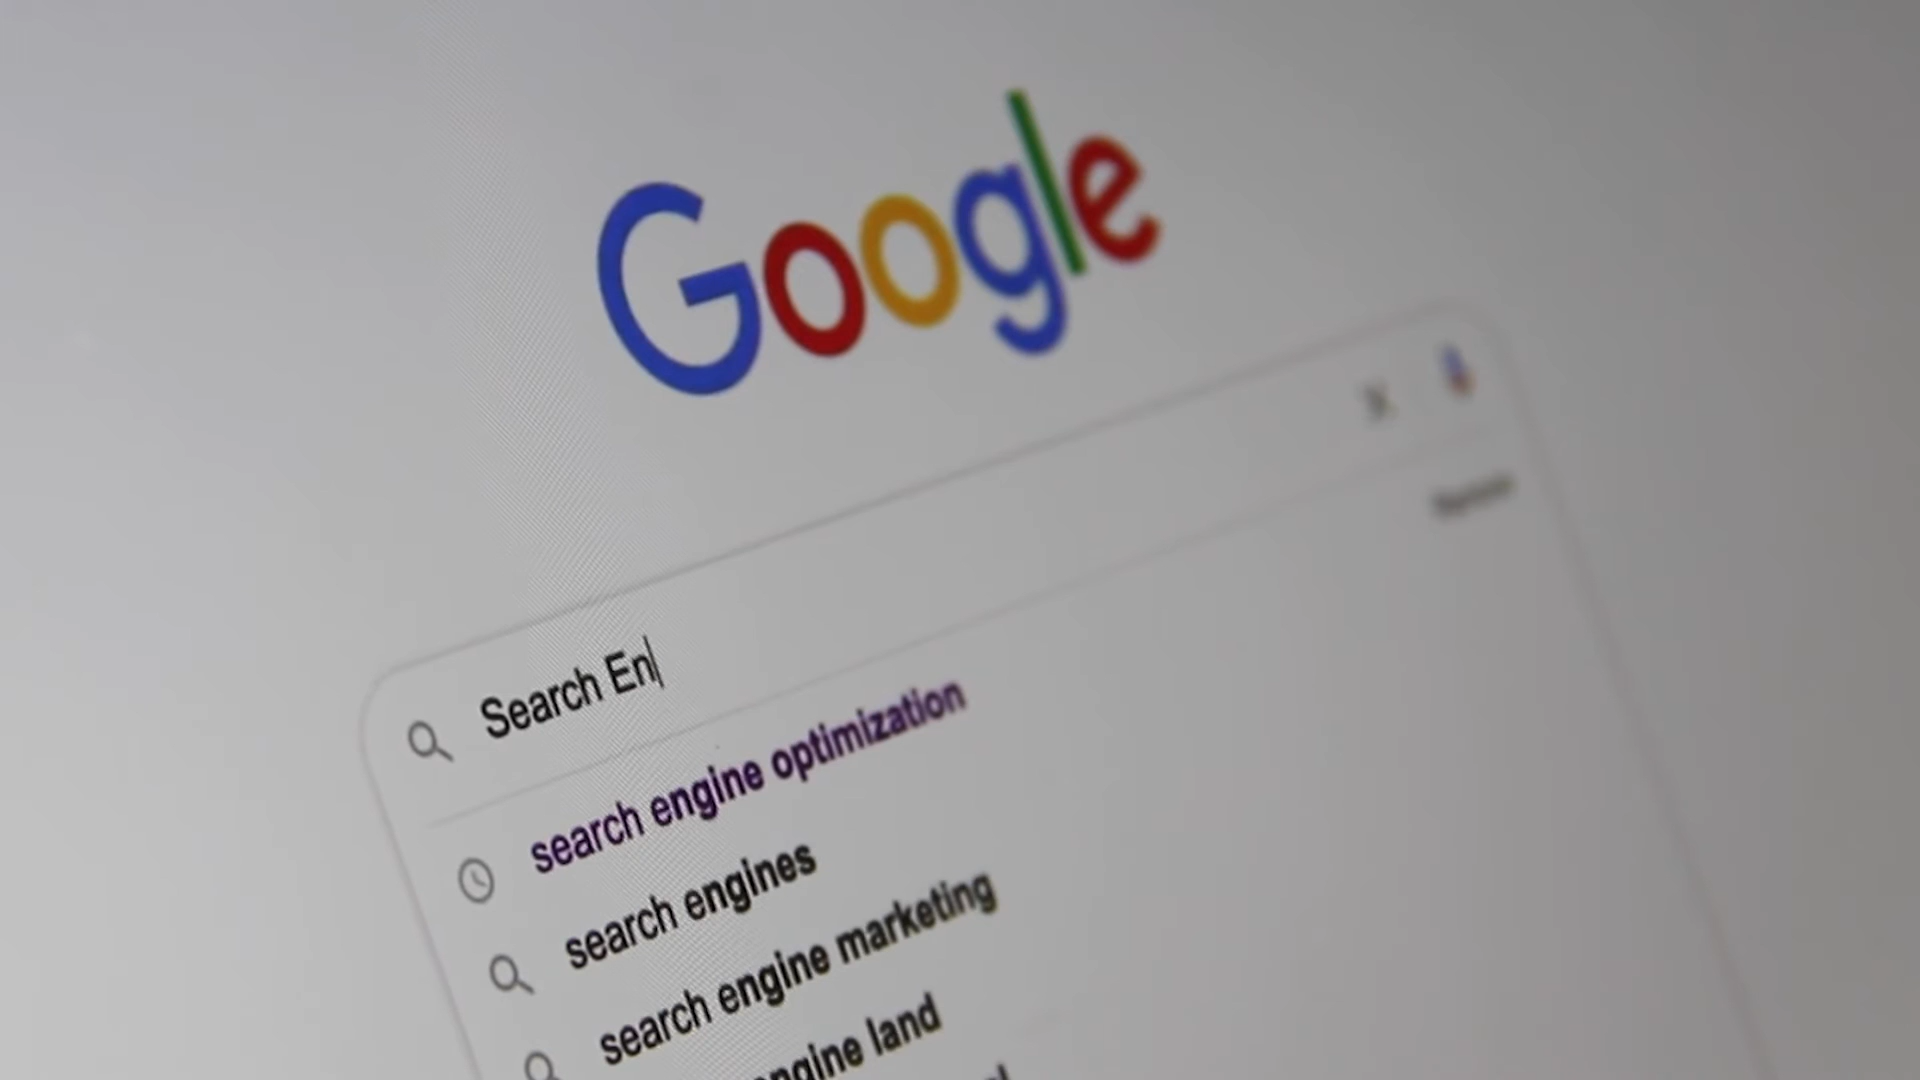 Google
Search En
search engine optimization
search engines
search engine marketing
engine land